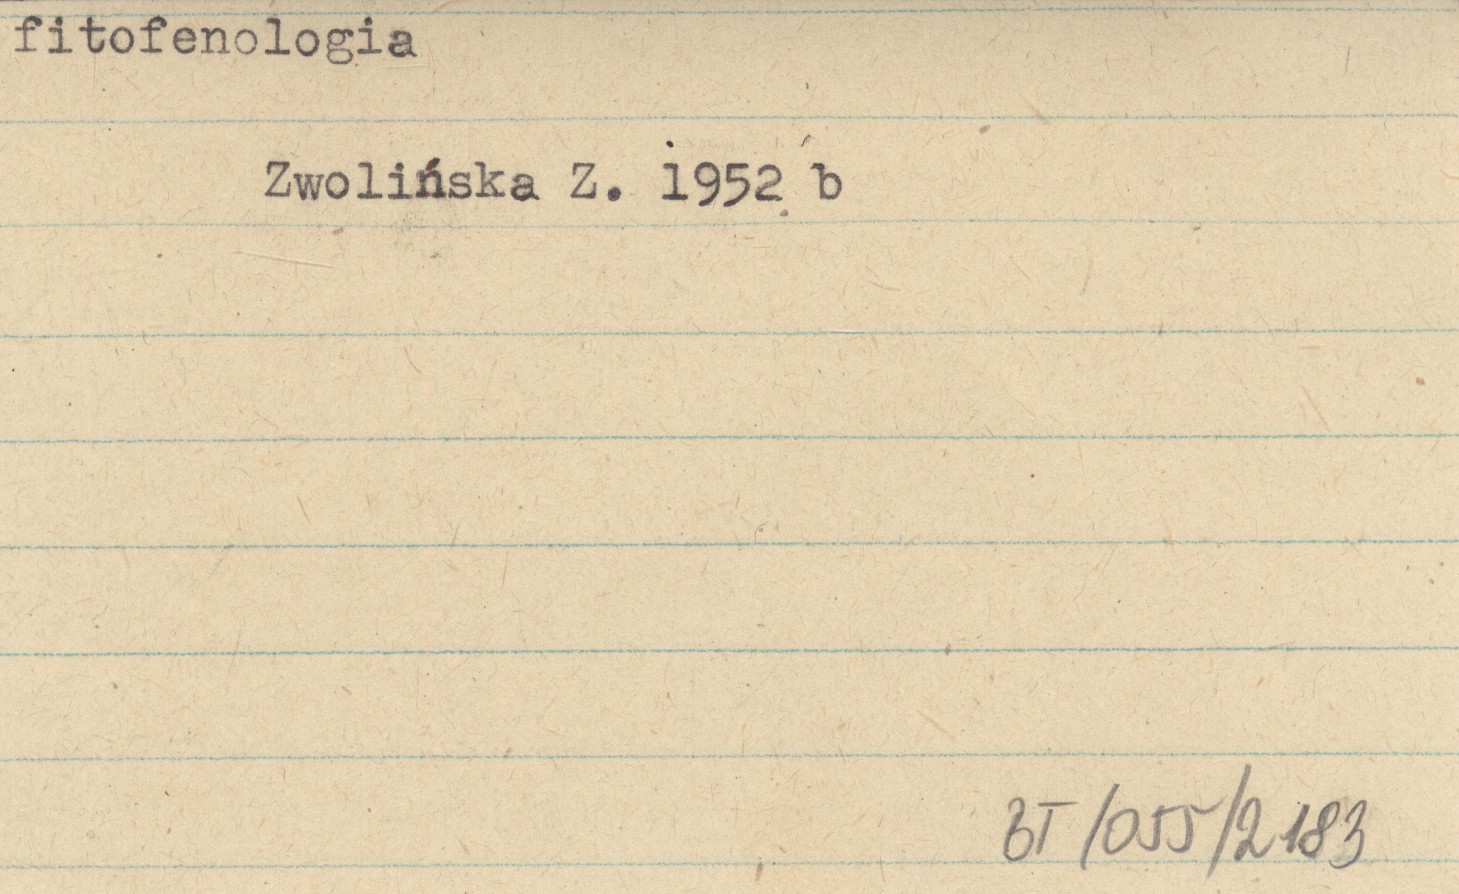 fitofenologia
Zwolińska Z. 1952 b
BT/055/2183